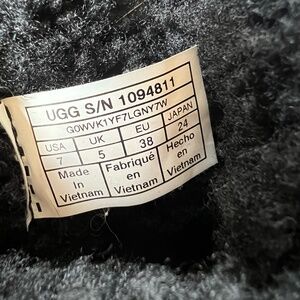 UGG S/N 1094811
G0WVK1YF7LGNY7W
USA UK EU JAPAN
7 5 38 24
Made Fabriqué Hecho
In en en
Vietnam Vietnam Vietnam